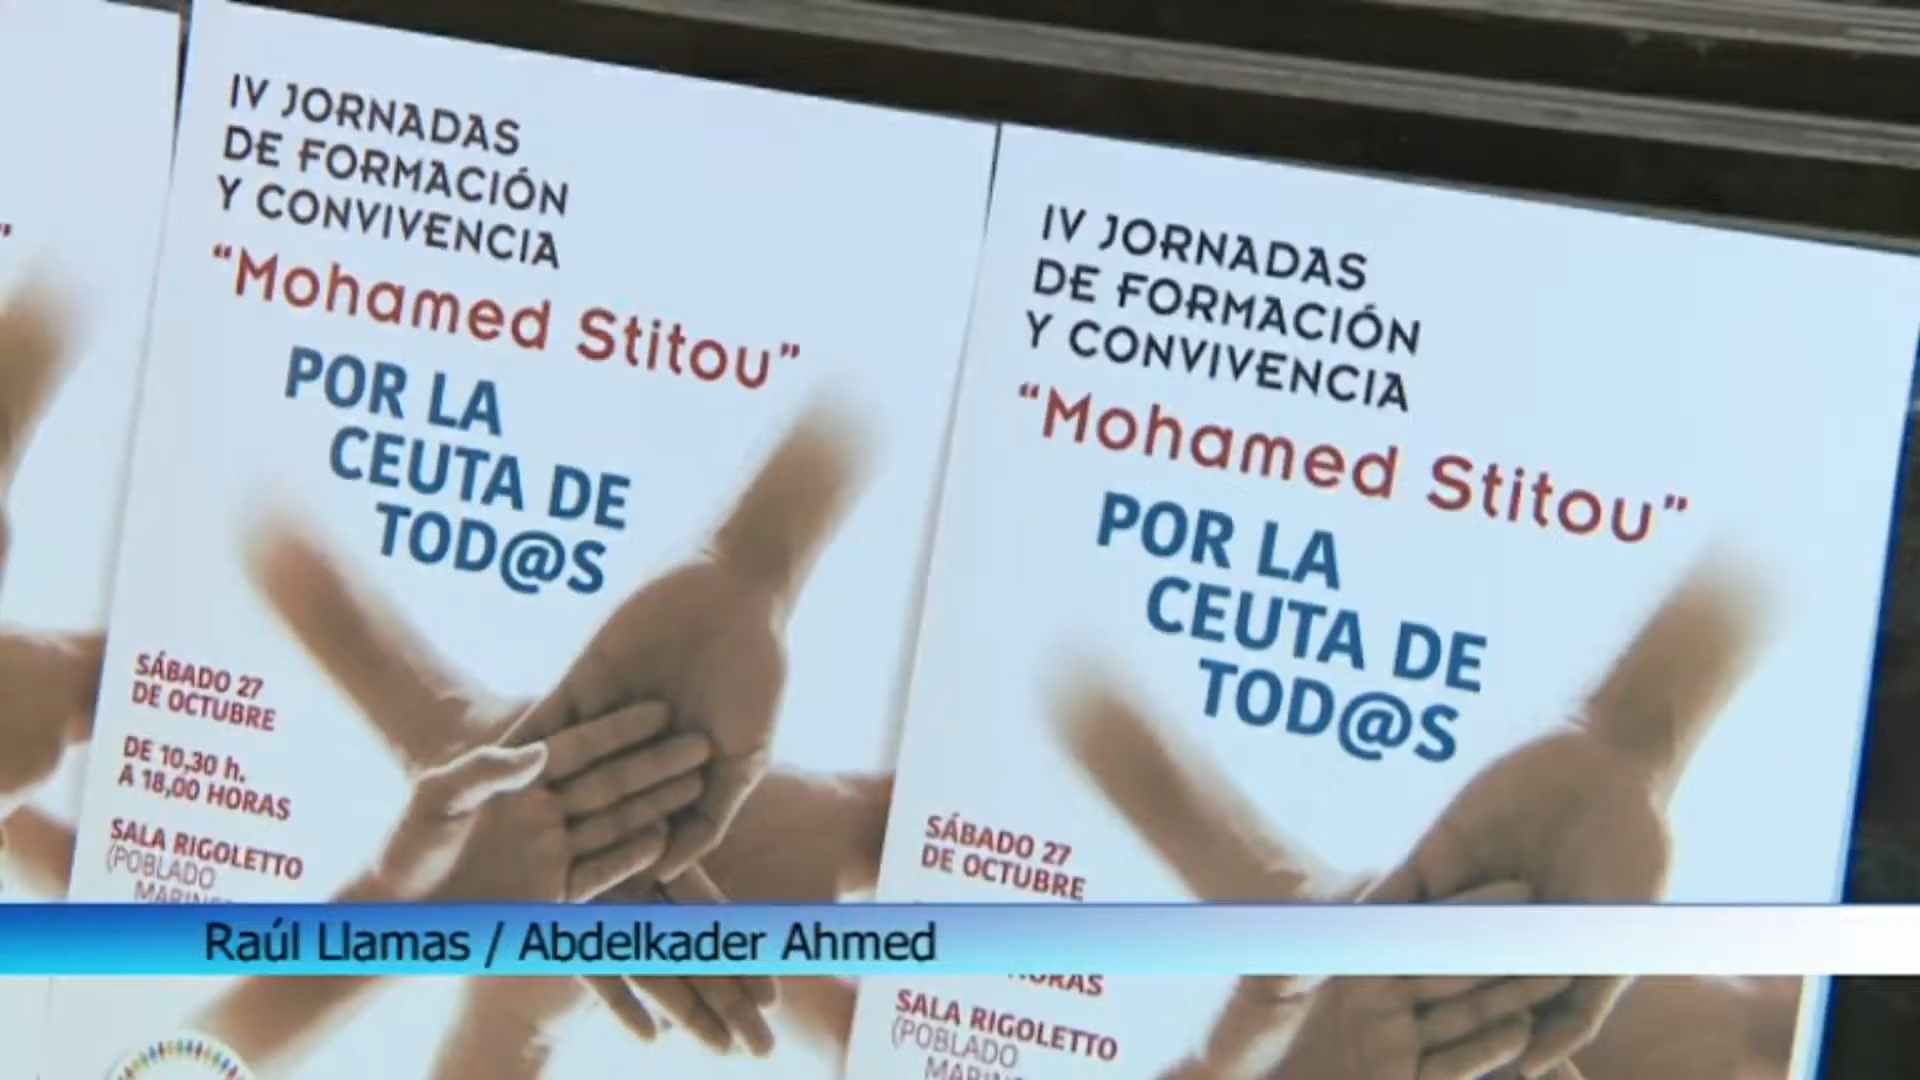 IV JORNADAS
DE FORMACIÓN
Y CONVIVENCIA
“Mohamed Stitou”
POR LA
CEUTA DE
TOD@S
SÁBADO 27
DE OCTUBRE
DE 10,30 h.
A 18,00 HORAS
SALA RIGOLETTO
(POBLADO
IV JORNADAS
DE FORMACIÓN
Y CONVIVENCIA
“Mohamed Stitou”
POR LA
CEUTA DE
TOD@S
SÁBADO 27
DE OCTUBRE
HORAS
SALA RIGOLETTO
(POBLADO
Raúl Llamas / Abdelkader Ahmed